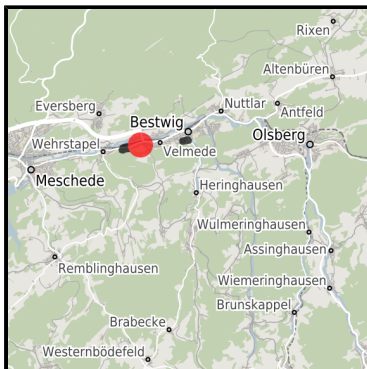 Rixen
Altenbüren
Eversberg
Nuttlar
Antfeld
Bestwig
Olsberg
Wehrstapel
Velmede
Meschede
Heringhausen
Wulmeringhausen
Assinghausen
Remblinghausen
Wiemeringhausen
Brunskappel
Brabecke
Westernbödefeld